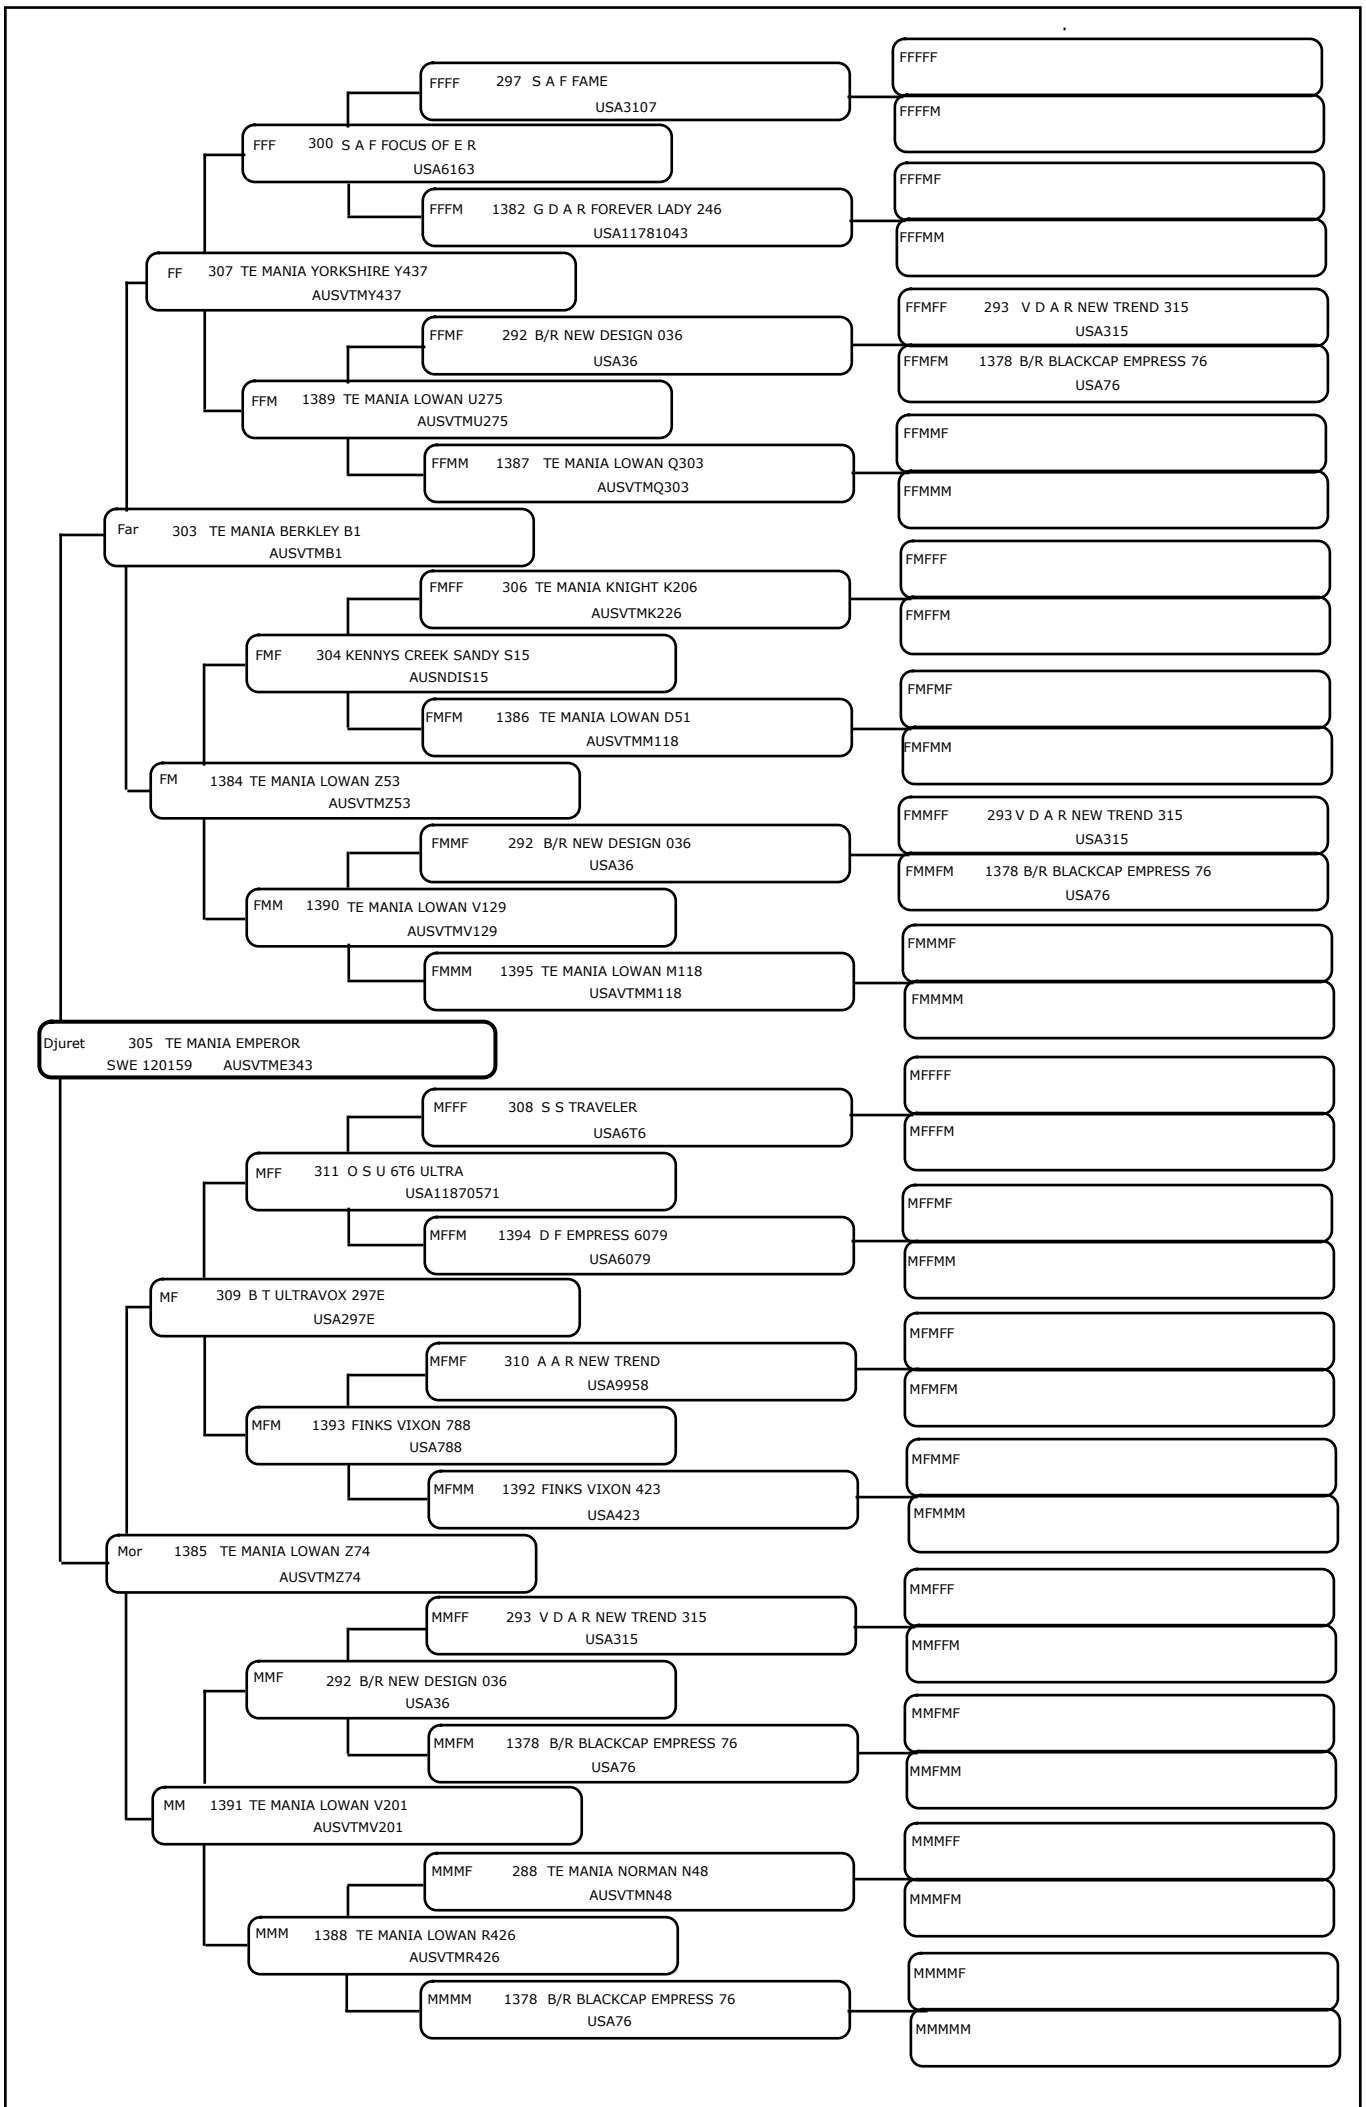 FFFFF
FFFF 297 S A F FAME
USA3107
FFFFM
FFF 300 S A F FOCUS OF E R
USA6163
FFFMF
FFFM 1382 G D A R FOREVER LADY 246
USA11781043
FFFMM
FF 307 TE MANIA YORKSHIRE Y437
AUSVTMY437
FFMFF 293 V D A R NEW TREND 315
USA315
FFMF 292 B/R NEW DESIGN 036
USA36
FFMFM 1378 B/R BLACKCAP EMPRESS 76
USA76
FFM 1389 TE MANIA LOWAN U275
AUSVTMU275
FFMMF
FFMM 1387 TE MANIA LOWAN Q303
AUSVTMQ303
FFMMM
Far 303 TE MANIA BERKLEY B1
AUSVTMB1
FMFFF
FMFF 306 TE MANIA KNIGHT K206
AUSVTMK226
FMFFM
FMF 304 KENNYS CREEK SANDY S15
AUSNDIS15
FMFMF
FMFM 1386 TE MANIA LOWAN D51
AUSVTMM118
FMFMM
FM 1384 TE MANIA LOWAN Z53
AUSVTMZ53
FMMFF 293 V D A R NEW TREND 315
USA315
FMMF 292 B/R NEW DESIGN 036
USA36
FMMFM 1378 B/R BLACKCAP EMPRESS 76
USA76
FMM 1390 TE MANIA LOWAN V129
AUSVTMV129
FMMMF
FMMM 1395 TE MANIA LOWAN M118
USAVTMM118
FMMMM
Djuret 305 TE MANIA EMPEROR
SWE 120159 AUSVTME343
MFFFF
MFFF 308 S S TRAVELER
USA6T6
MFFFM
MFF 311 O S U 6T6 ULTRA
USA11870571
MFFMF
MFFM 1394 D F EMPRESS 6079
USA6079
MFFMM
MF 309 B T ULTRAVOX 297E
USA297E
MFMFF
MFMF 310 A A R NEW TREND
USA9958
MFMFM
MFM 1393 FINKS VIXON 788
USA788
MFMMF
MFMM 1392 FINKS VIXON 423
USA423
MFMMM
Mor 1385 TE MANIA LOWAN Z74
AUSVTMZ74
MMFFF
MMFF 293 V D A R NEW TREND 315
USA315
MMFFM
MMF 292 B/R NEW DESIGN 036
USA36
MMFMF
MMFM 1378 B/R BLACKCAP EMPRESS 76
USA76
MMFMM
MM 1391 TE MANIA LOWAN V201
AUSVTMV201
MMMFF
MMMF 288 TE MANIA NORMAN N48
AUSVTMN48
MMMFM
MMM 1388 TE MANIA LOWAN R426
AUSVTMR426
MMMMF
MMMM 1378 B/R BLACKCAP EMPRESS 76
USA76
MMMMM